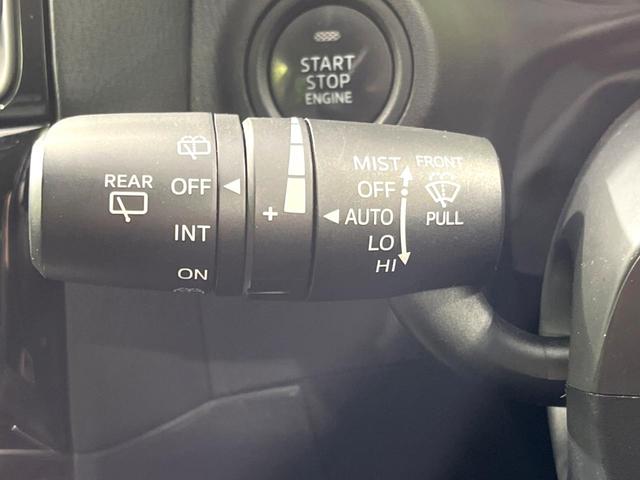 START
STOP
ENGINE
REAR
OFF
INT
ON
+
MIST
OFF
AUTO
LO
HI
FRONT
PULL